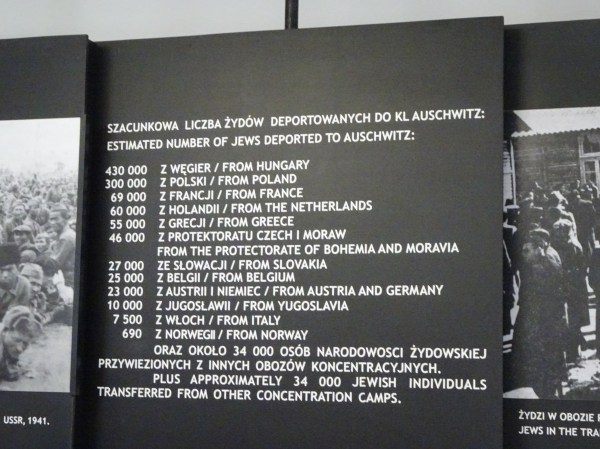 SZACUNKOWA LICZBA ŻYDÓW DEPORTOWANYCH DO KL AUSCHWITZ:
ESTIMATED NUMBER OF JEWS DEPORTED TO AUSCHWITZ:
430 000 Z WĘGIER / FROM HUNGARY
300 000 Z POLSKI / FROM POLAND
69 000 Z FRANCJI / FROM FRANCE
60 000 Z HOLANDII / FROM THE NETHERLANDS
55 000 Z GRECJI / FROM GREECE
46 000 Z PROTEKTORATU CZECH I MORAW
FROM THE PROTECTORATE OF BOHEMIA AND MORAVIA
27 000 ZE SŁOWACJI / FROM SLOVAKIA
25 000 Z BELGII / FROM BELGIUM
23 000 Z AUSTRII I NIEMIEC / FROM AUSTRIA AND GERMANY
10 000 Z JUGOSŁAWII / FROM YUGOSLAVIA
7 500 Z WŁOCH / FROM ITALY
690 Z NORWEGII / FROM NORWAY
ORAZ OKOŁO 34 000 OSÓB NARODOWOSCI ŻYDOWSKIEJ
PRZYWIEZIONYCH Z INNYCH OBOZÓW KONCENTRACYJNYCH.
PLUS APPROXIMATELY 34 000 JEWISH INDIVIDUALS
TRANSFERRED FROM OTHER CONCENTRATION CAMPS.
USSR, 1941.
ŻYDZI W OBOZIE
JEWS IN THE